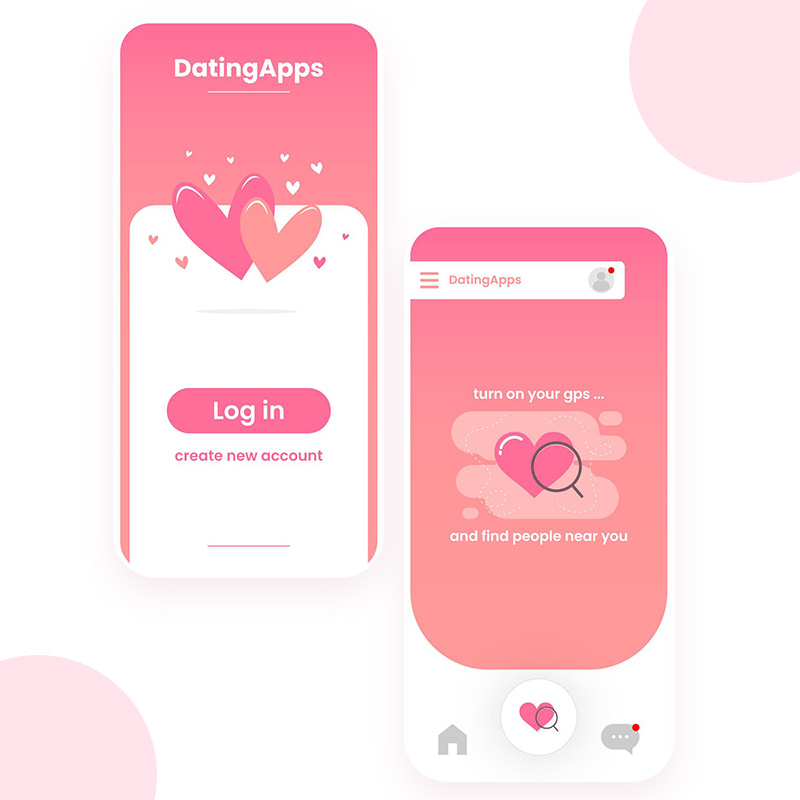 DatingApps
Log in
create new account
DatingApps
turn on your gps ...
and find people near you